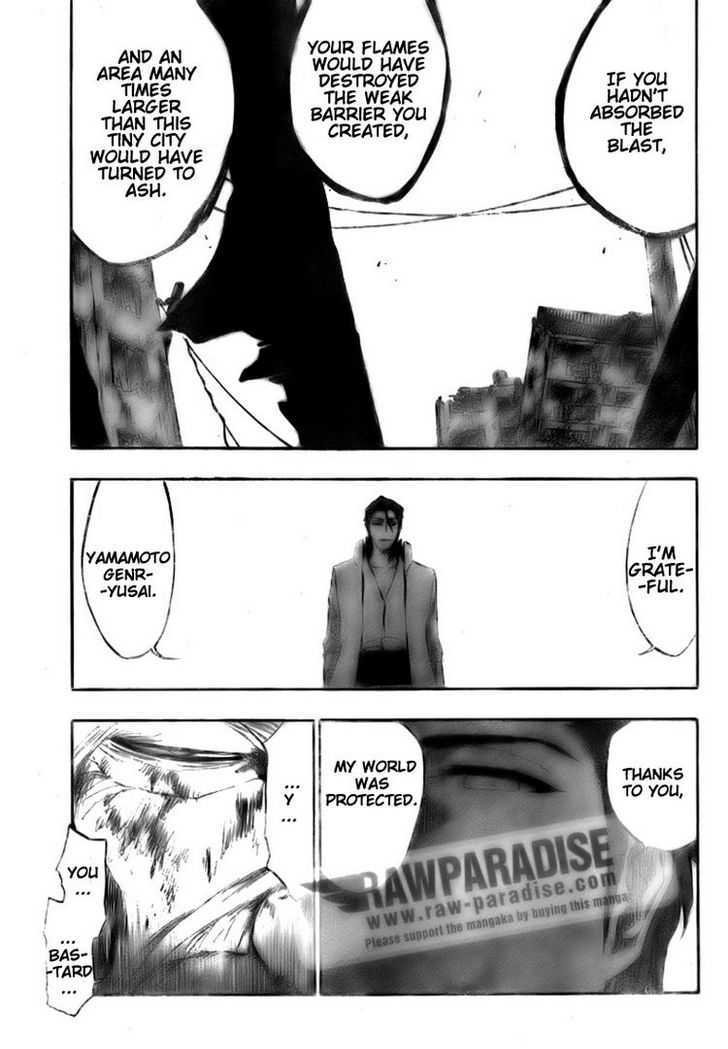 IF YOU
HADN'T
ABSORBED
THE
BLAST,
YOUR FLAMES
WOULD HAVE
DESTROYED
THE WEAK
BARRIER YOU
CREATED,
AND AN
AREA MANY
TIMES
LARGER
THAN THIS
TINY CITY
WOULD HAVE
TURNED TO
ASH.
I'M
GRATE-
-FUL.
YAMAMOTO
GENR-
-YUSAI.
THANKS
TO YOU,
MY WORLD
WAS
PROTECTED.
...
Y
...
YOU
...
...
BAS-
-TARD
...
RAWPARADISE
www.raw-paradise.com
Please support the mangaka by buying this manga